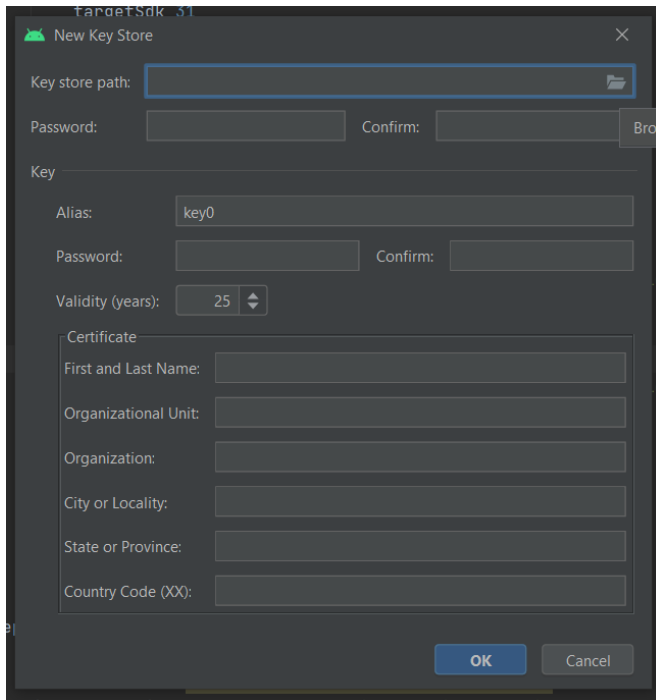 targetSdk 31
New Key Store
Key store path:
Password: Confirm:
Bro
Key
Alias: key0
Password: Confirm:
Validity (years): 25
Certificate
First and Last Name:
Organizational Unit:
Organization:
City or Locality:
State or Province:
Country Code (XX):
OK Cancel